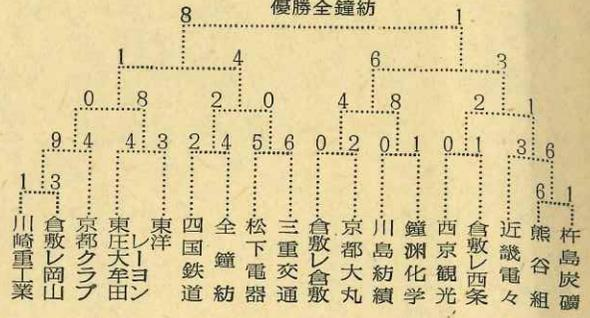 優勝全鐘紡
8 1
1 4 6 3
0 8 2 0 4 8 2 1
9 4 4 3 2 4 5 6 0 2 0 1 0 1 3 6
1 3 6 1
川崎重工業
倉敷レ岡山
京都クラブ
東圧大牟田
東洋レーヨン
四国鉄道
全鐘紡
松下電器
三重交通
倉敷レ倉敷
京都大丸
川島紡績
鐘淵化学
西京観光
倉敷レ西条
近畿電々
熊谷組
杵島炭礦